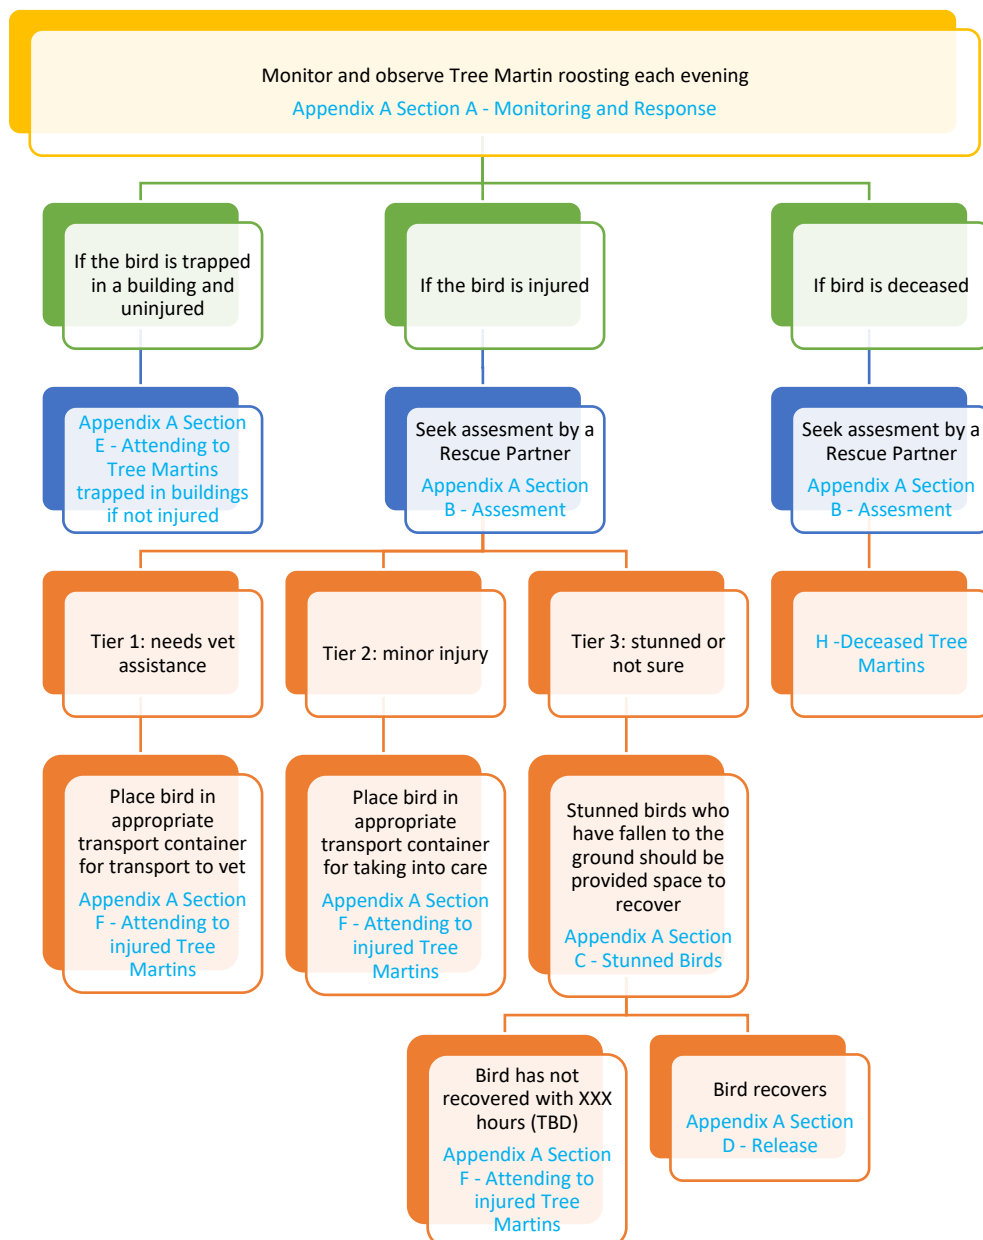 Monitor and observe Tree Martin roosting each evening
Appendix A Section A - Monitoring and Response
If the bird is trapped
in a building and
uninjured
If the bird is injured
If bird is deceased
Appendix A Section
E - Attending to
Tree Martins
trapped in buildings
if not injured
Seek assesment by a
Rescue Partner
Appendix A Section
B - Assesment
Seek assesment by a
Rescue Partner
Appendix A Section
B - Assesment
Tier 1: needs vet
assistance
Tier 2: minor injury
Tier 3: stunned or
not sure
H -Deceased Tree
Martins
Place bird in
appropriate
transport container
for transport to vet
Appendix A Section
F - Attending to
injured Tree
Martins
Place bird in
appropriate
transport container
for taking into care
Appendix A Section
F - Attending to
injured Tree
Martins
Stunned birds who
have fallen to the
ground should be
provided space to
recover
Appendix A Section
C - Stunned Birds
Bird has not
recovered with XXX
hours (TBD)
Appendix A Section
F - Attending to
injured Tree
Martins
Bird recovers
Appendix A Section
D - Release